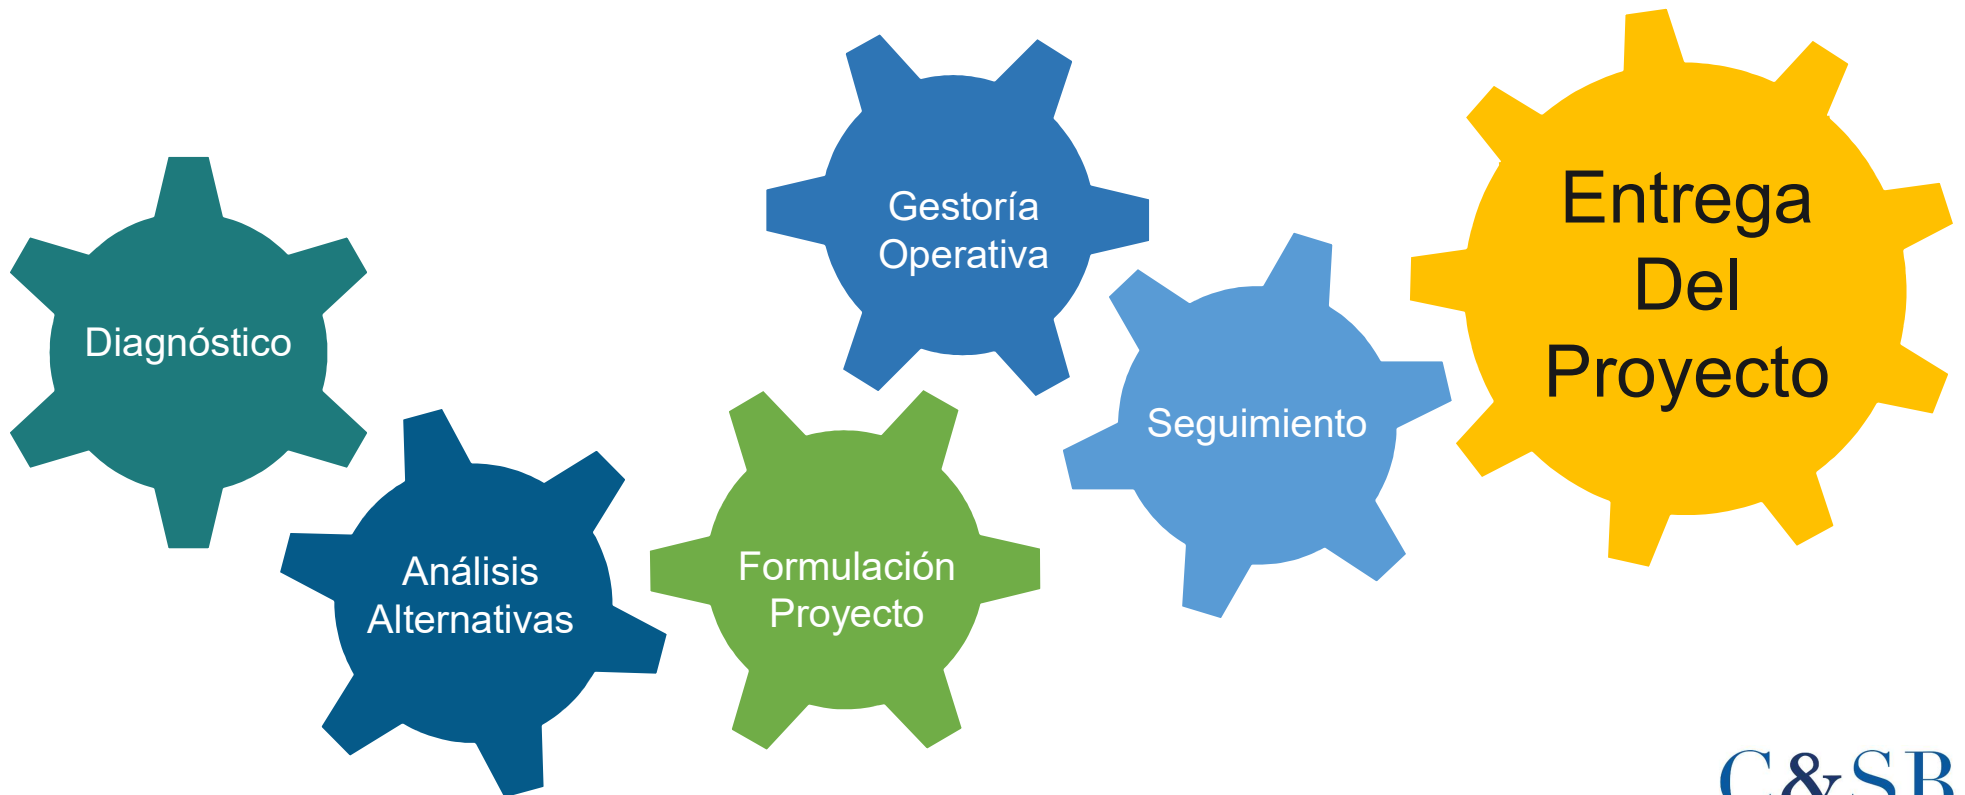 Diagnóstico
Análisis
Alternativas
Formulación
Proyecto
Gestoría
Operativa
Seguimiento
Entrega
Del
Proyecto
C&SB